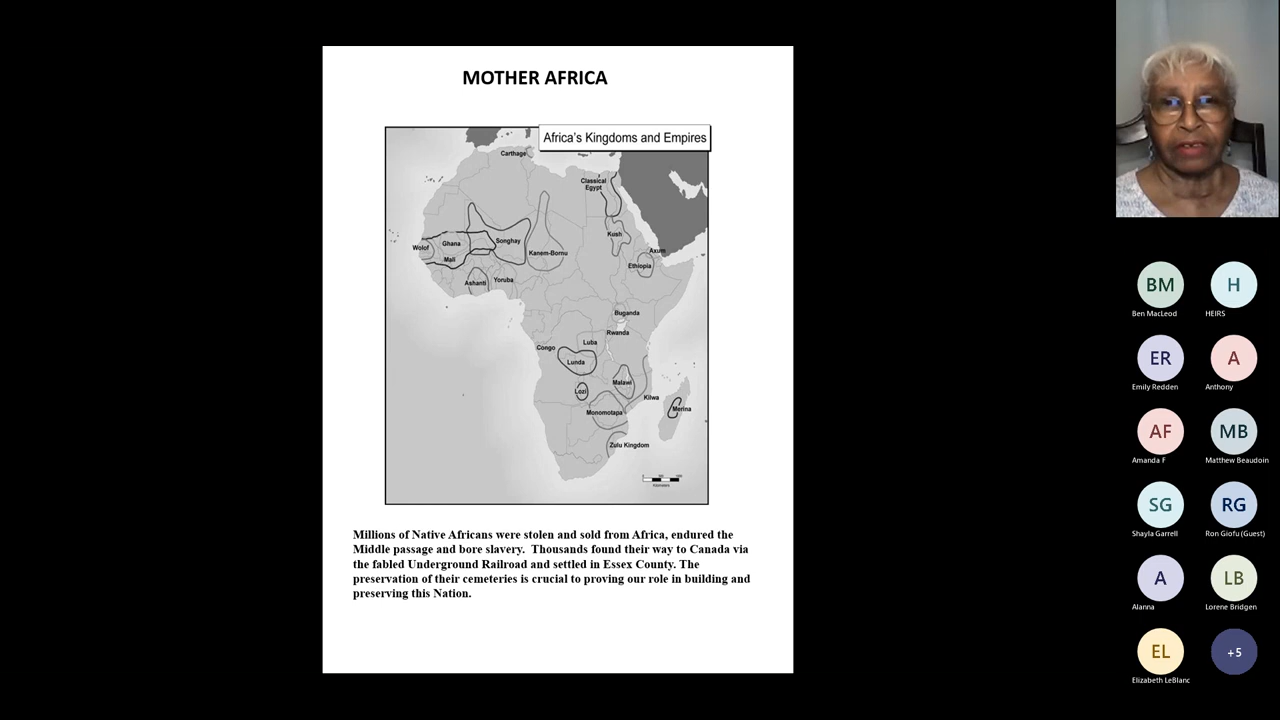 MOTHER AFRICA
Africa's Kingdoms and Empires
Carthage
Classical
Egypt
Wolof
Ghana
Songhay
Kush
Mali
Kanem-Bornu
Axum
Ethiopia
Ashanti
Yoruba
Buganda
Rwanda
Congo
Luba
Lunda
Lozi
Malawi
Kilwa
Monomotapa
Merina
Zulu Kingdom
Kilometers
Millions of Native Africans were stolen and sold from Africa, endured the
Middle passage and bore slavery. Thousands found their way to Canada via
the fabled Underground Railroad and settled in Essex County. The
preservation of their cemeteries is crucial to proving our role in building and
preserving this Nation.
BM
Ben MacLeod
H
HEIRS
ER
Emily Redden
A
Anthony
AF
Amanda F
MB
Matthew Beaudoin
SG
Shayla Garrell
RG
Ron Giofu (Guest)
A
Alanna
LB
Lorene Bridgen
EL
Elizabeth LeBlanc
+5